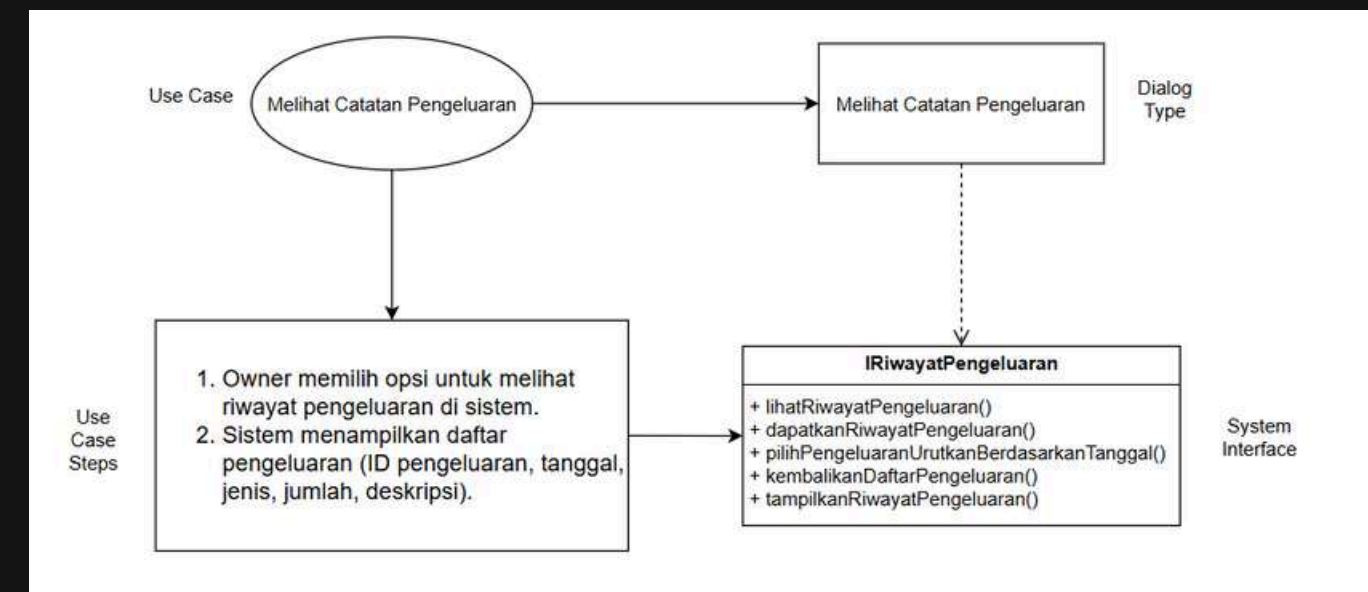 Use Case
Melihat Catatan Pengeluaran
Melihat Catatan Pengeluaran
Dialog
Type
Use
Case
Steps
1. Owner memilih opsi untuk melihat
riwayat pengeluaran di sistem.
2. Sistem menampilkan daftar
pengeluaran (ID pengeluaran, tanggal,
jenis, jumlah, deskripsi).
IRiwayatPengeluaran
+ lihatRiwayatPengeluaran()
+ dapatkanRiwayatPengeluaran()
+ pilihPengeluaranUrutkanBerdasarkanTanggal()
+ kembalikanDaftarPengeluaran()
+ tampilkanRiwayatPengeluaran()
System
Interface